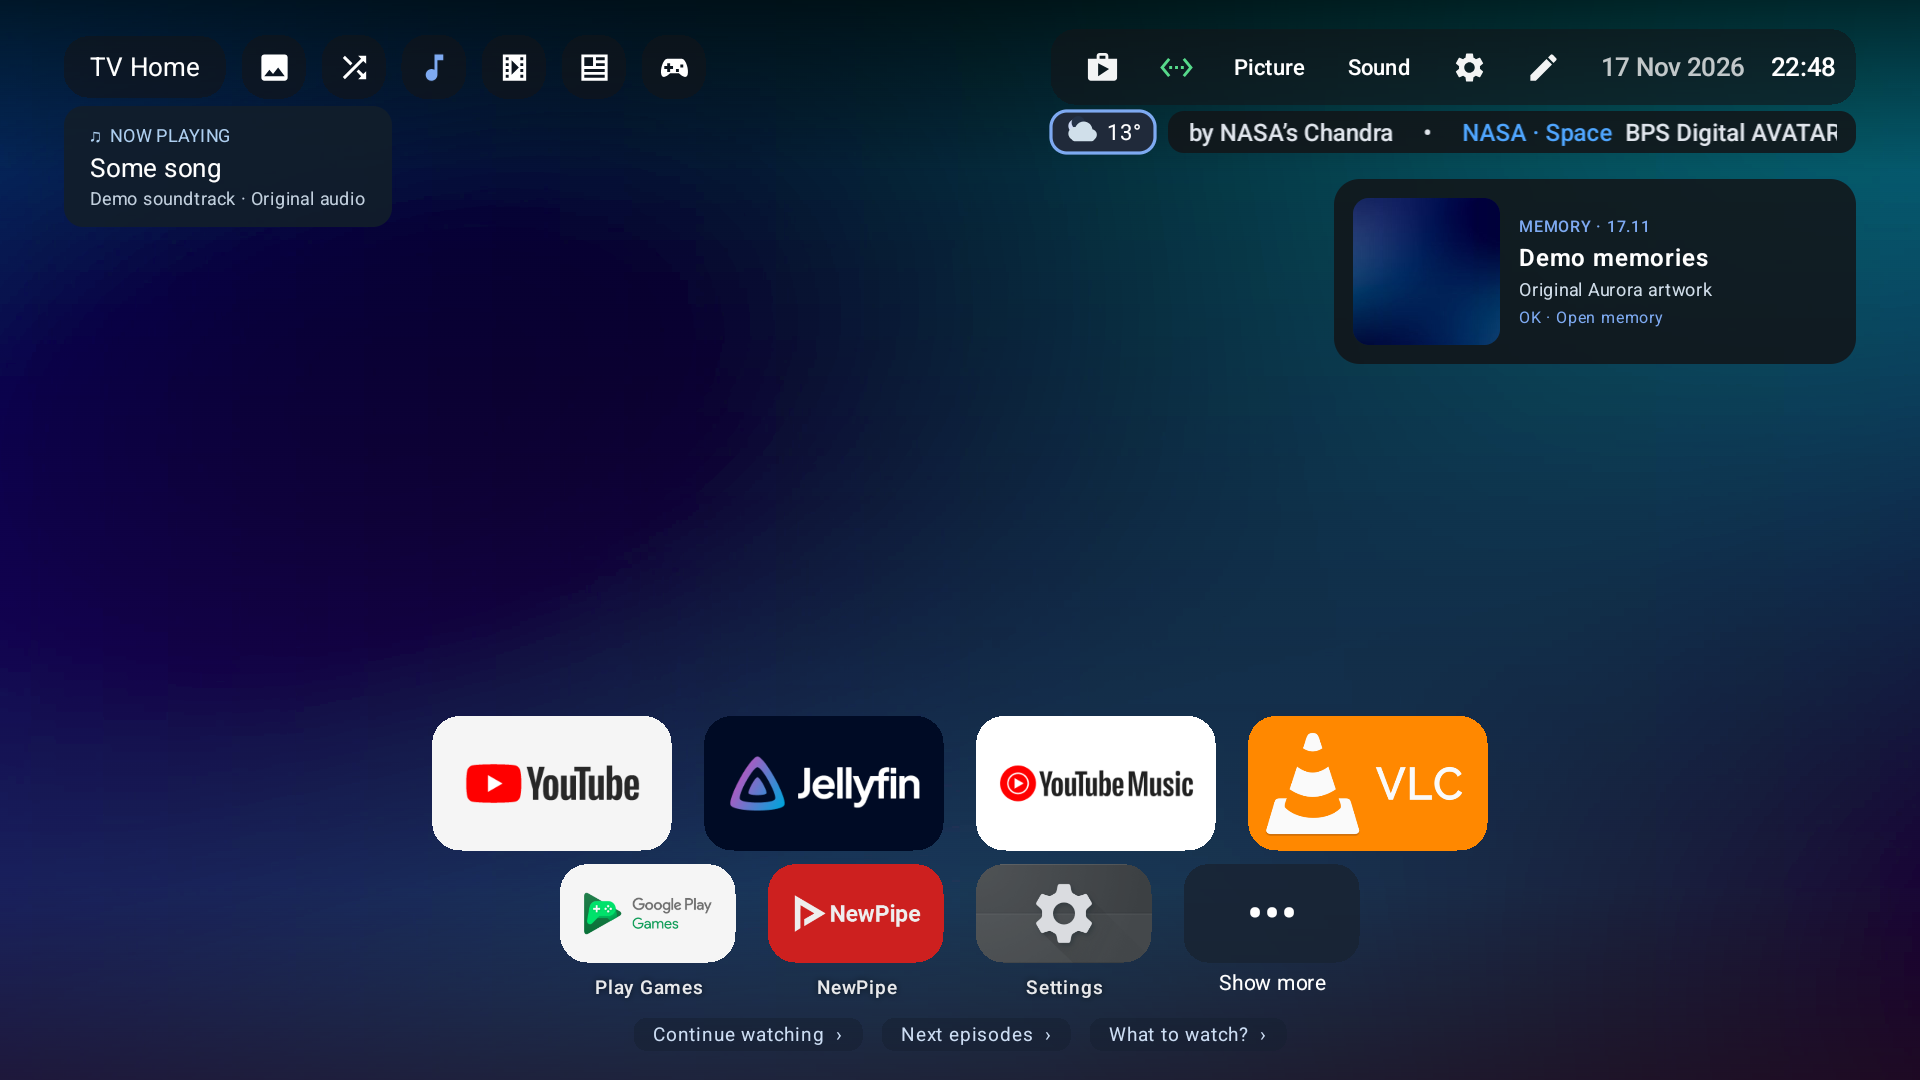 TV Home
Picture
Sound
17 Nov 2026
22:48
♫ NOW PLAYING
Some song
Demo soundtrack · Original audio
13°
by NASA’s Chandra • NASA · Space BPS Digital AVATAR
MEMORY · 17.11
Demo memories
Original Aurora artwork
OK · Open memory
YouTube
Jellyfin
YouTube Music
VLC
Google Play
Games
NewPipe
Play Games
NewPipe
Settings
Show more
Continue watching ›
Next episodes ›
What to watch? ›